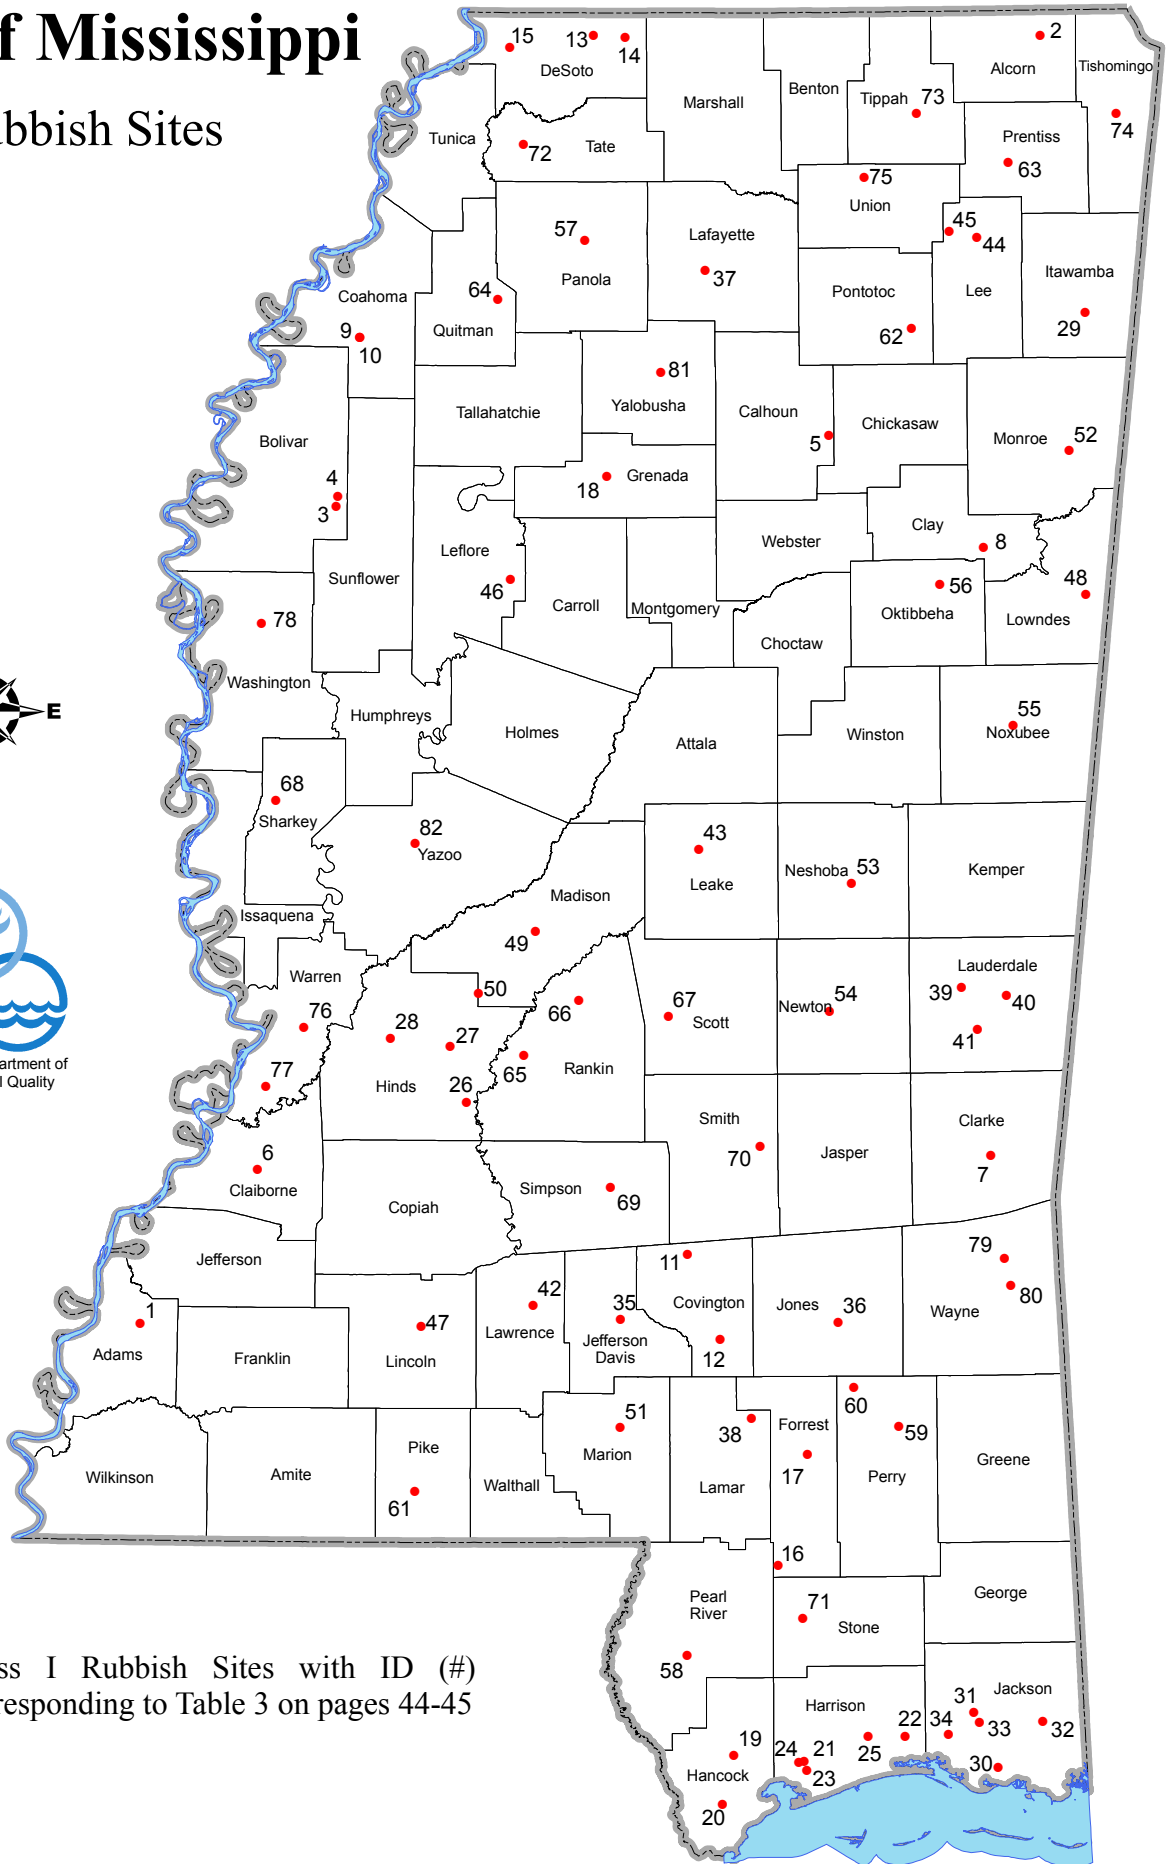 f Mississippi
ubbish Sites
15
13
14
DeSoto
2
Alcorn
Tishomingo
Marshall
Benton
Tippah
73
74
Tunica
72
Tate
Prentiss
63
75
Union
45
44
57
Panola
Lafayette
37
Itawamba
29
Coahoma
64
Quitman
Pontotoc
62
Lee
9
10
81
Yalobusha
Tallahatchie
Calhoun
5
Chickasaw
Monroe
52
Bolivar
4
3
18
Grenada
Clay
8
Webster
Leflore
46
Sunflower
Carroll
Montgomery
56
Oktibbeha
48
Lowndes
78
Choctaw
Washington
E
Humphreys
Holmes
Attala
Winston
55
Noxubee
68
Sharkey
82
Yazoo
43
Leake
Neshoba
53
Kemper
Madison
49
Issaquena
Warren
76
50
66
67
Scott
Newton
54
Lauderdale
39
40
41
28
27
77
Hinds
26
65
Rankin
artment of
l Quality
Smith
70
Jasper
Clarke
7
6
Claiborne
Copiah
Simpson
69
Jefferson
11
79
80
Wayne
1
Adams
42
Lawrence
35
Jefferson
Davis
Covington
12
Jones
36
47
Lincoln
Franklin
60
59
Perry
51
Marion
38
Forrest
17
Pike
61
Wilkinson
Amite
Walthall
Lamar
Greene
16
Pearl
River
71
Stone
George
58
ss I Rubbish Sites with ID (#)
responding to Table 3 on pages 44-45
Harrison
Jackson
31
34
33
32
22
25
19
24
21
23
30
Hancock
20